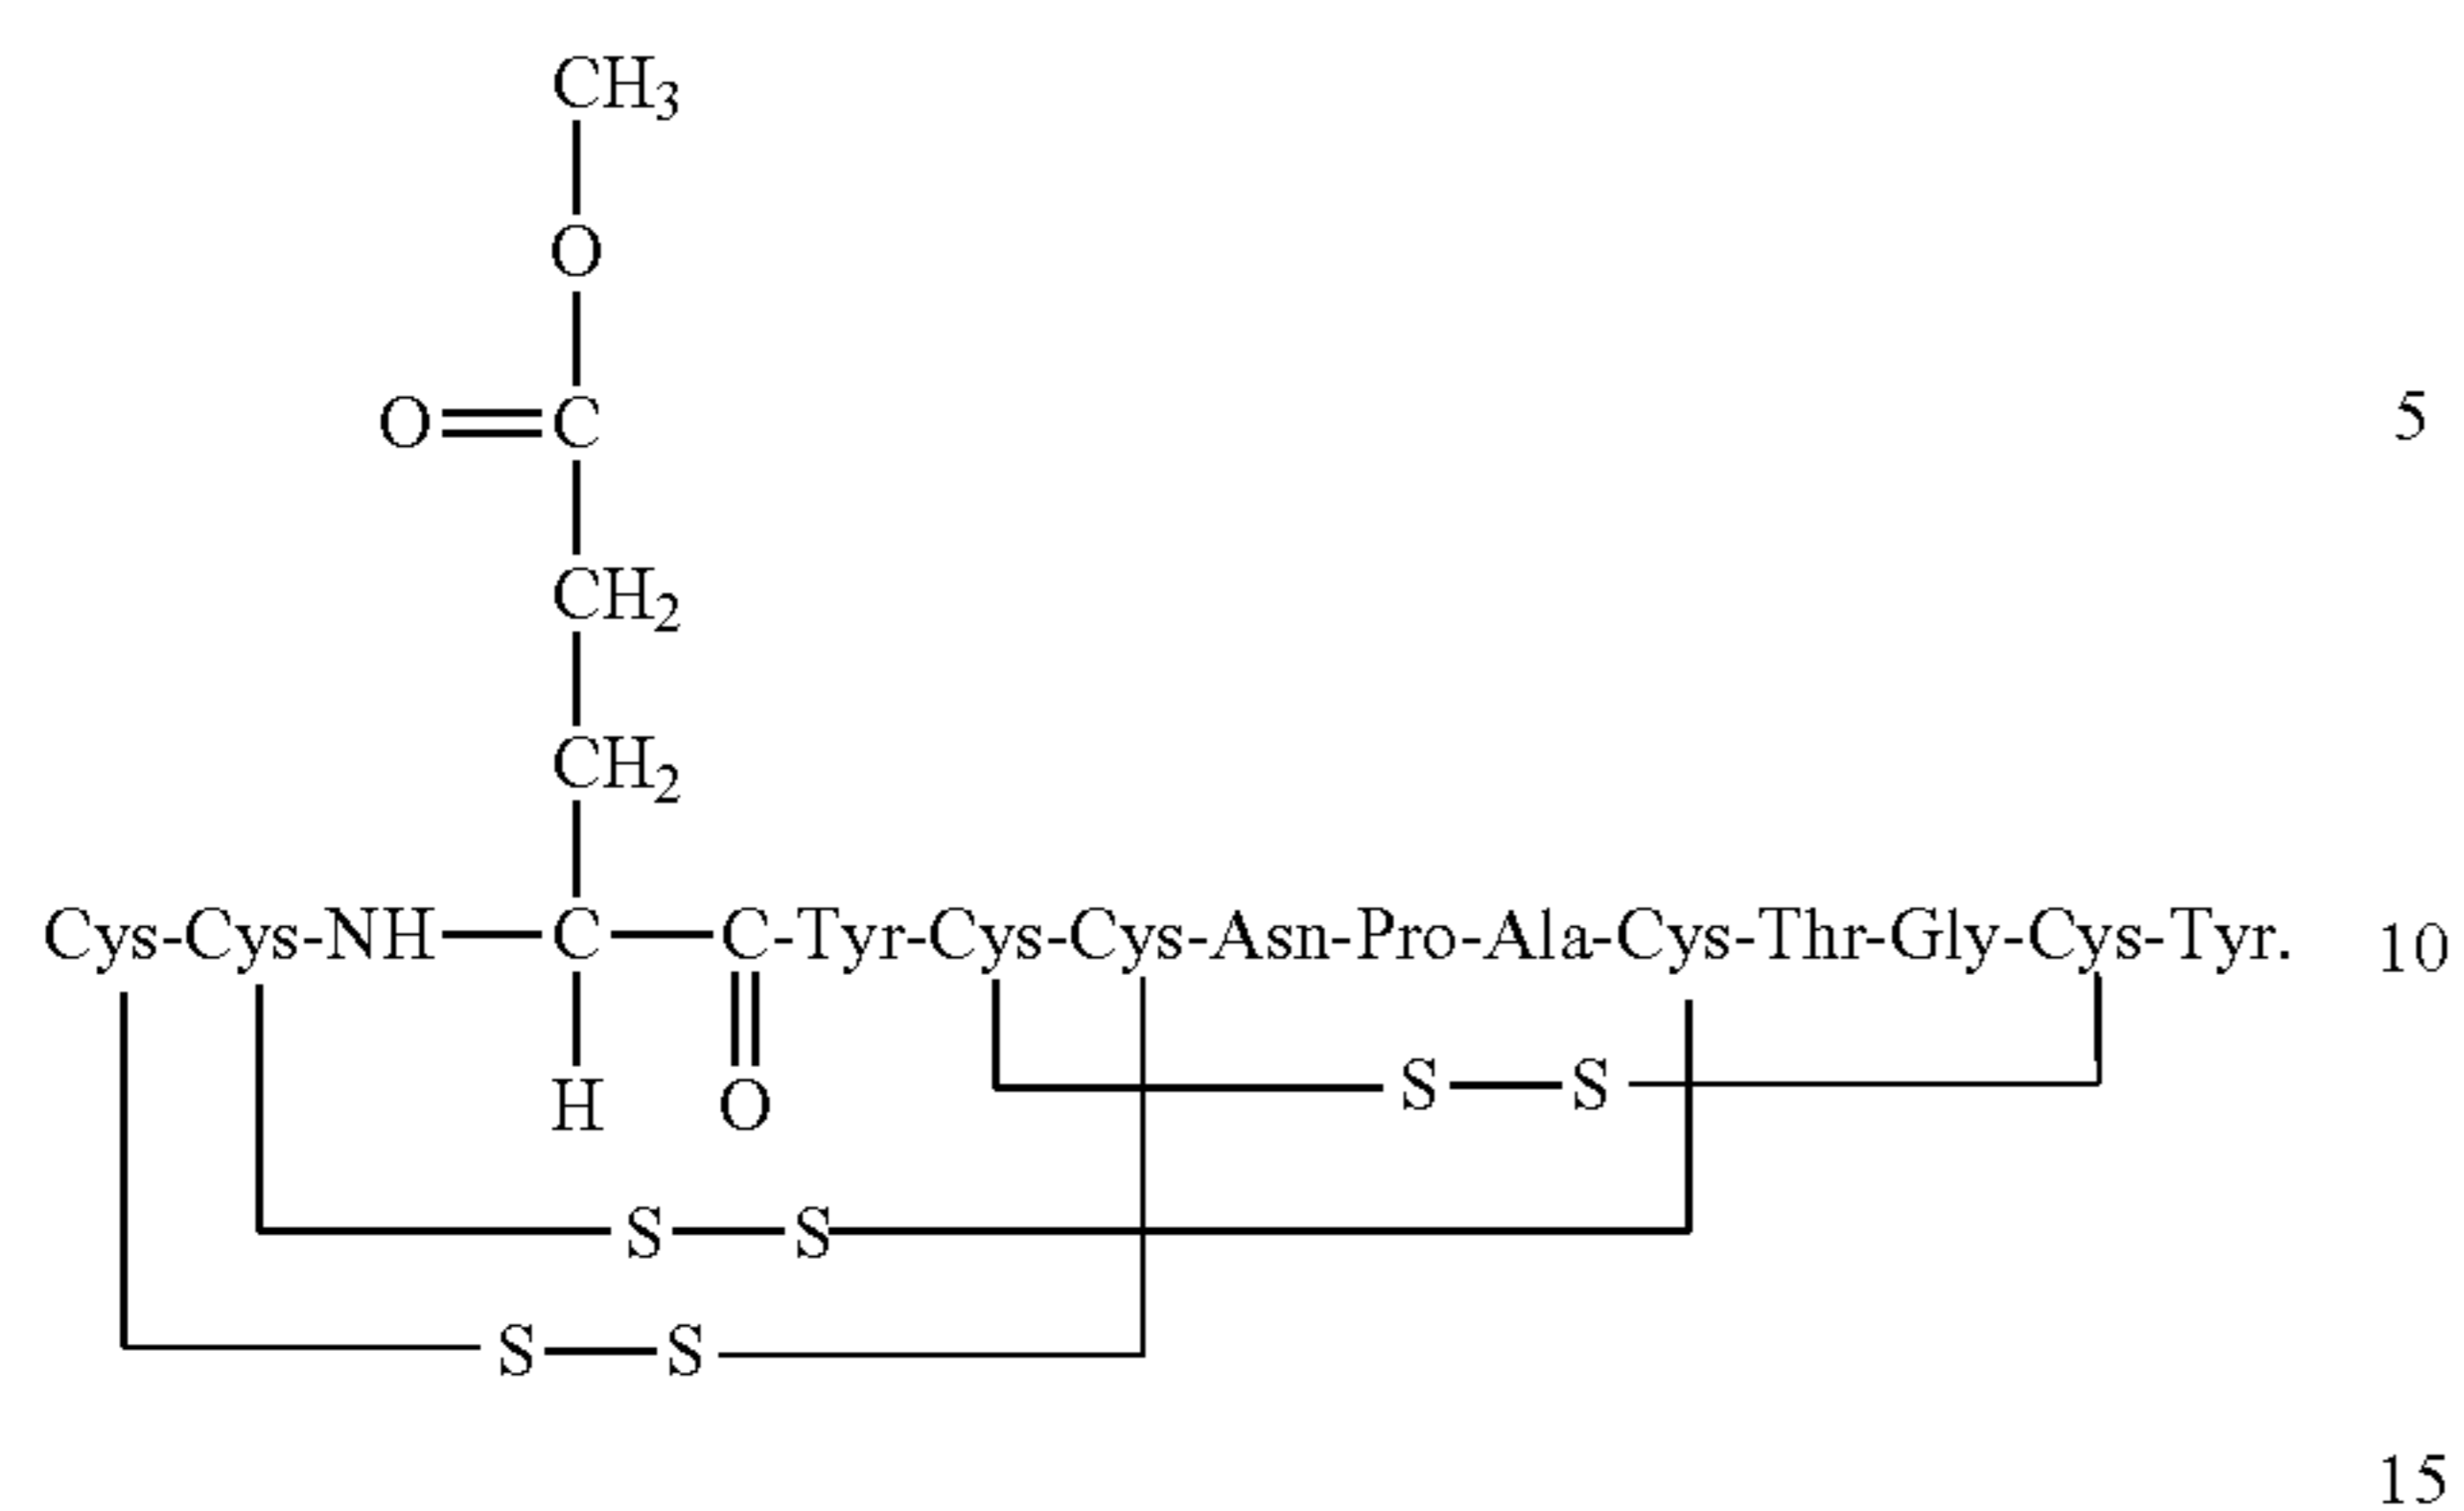 CH3
O
O=C 5
CH2
CH2
Cys-Cys-NH—C—C-Tyr-Cys-Cys-Asn-Pro-Ala-Cys-Thr-Gly-Cys-Tyr. 10
H O S—S
S—S
S—S
15